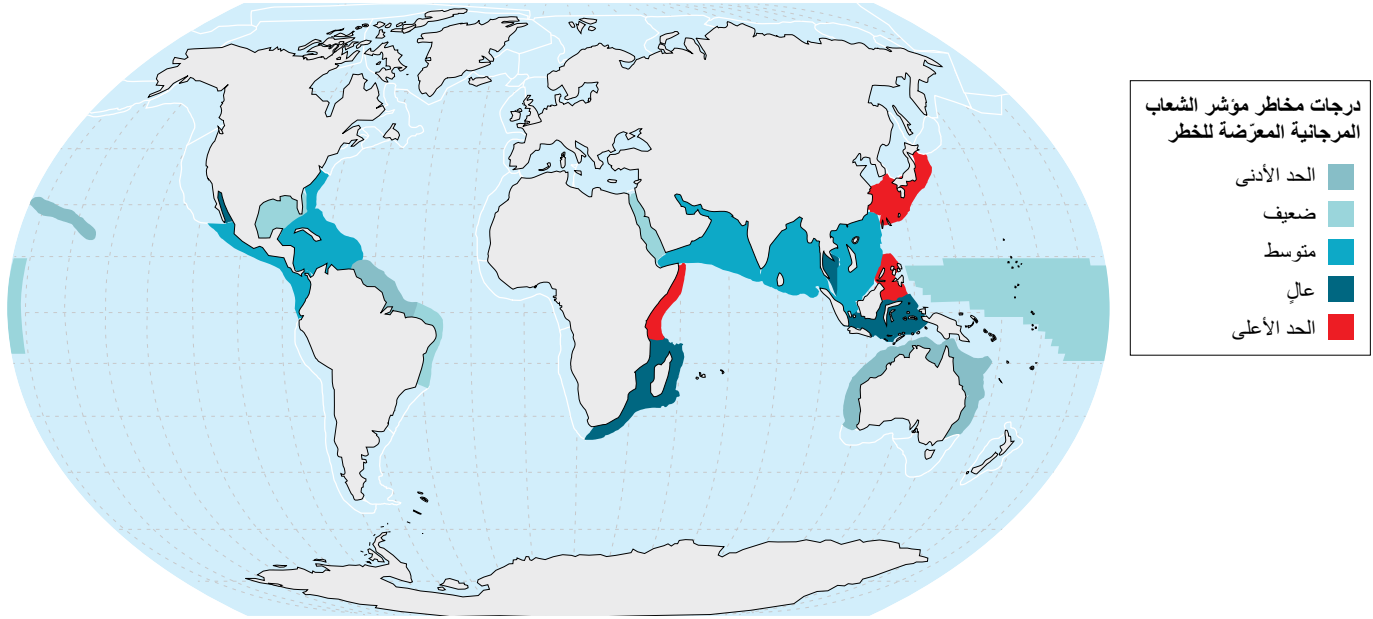 درجات مخاطر مؤشر الشعاب
المرجانية المعرّضة للخطر
الحد الأدنى
ضعيف
متوسط
عالٍ
الحد الأعلى